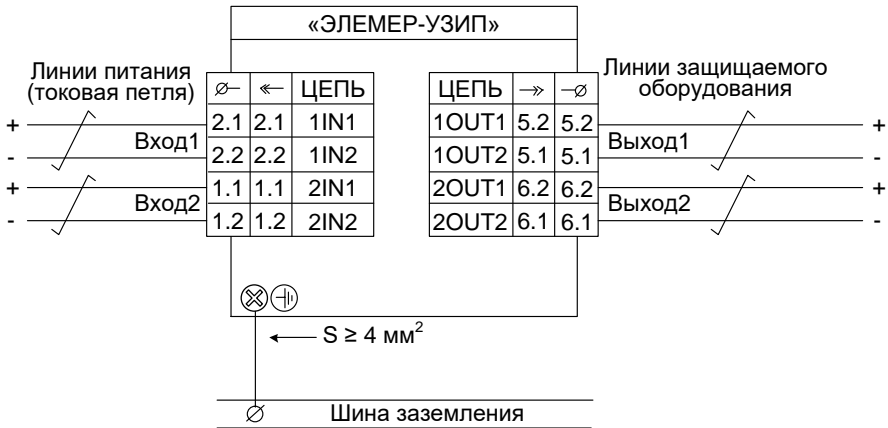 «ЭЛЕМЕР-УЗИП»
Линии питания
(токовая петля)
Линии защищаемого
оборудования
ЦЕПЬ
ЦЕПЬ
+ 2.1 2.1 1IN1 1OUT1 5.2 5.2 +
Вход1 Выход1
- 2.2 2.2 1IN2 1OUT2 5.1 5.1 -
+ 1.1 1.1 2IN1 2OUT1 6.2 6.2 +
Вход2 Выход2
- 1.2 1.2 2IN2 2OUT2 6.1 6.1 -
S ≥ 4 мм²
Шина заземления